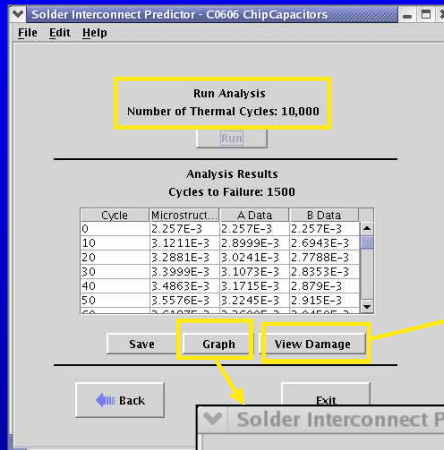 Solder Interconnect Predictor - C0606 ChipCapacitors
File Edit Help
Run Analysis
Number of Thermal Cycles: 10,000
Run
Analysis Results
Cycles to Failure: 1500
Cycle Microstruct... A Data B Data
0 2.257E-3 2.257E-3 2.257E-3
10 3.1211E-3 2.8999E-3 2.6943E-3
20 3.2881E-3 3.0241E-3 2.7788E-3
30 3.3999E-3 3.1073E-3 2.8353E-3
40 3.4863E-3 3.1715E-3 2.879E-3
50 3.5576E-3 3.2245E-3 2.915E-3
Save Graph View Damage
Back Exit
Solder Interconnect P